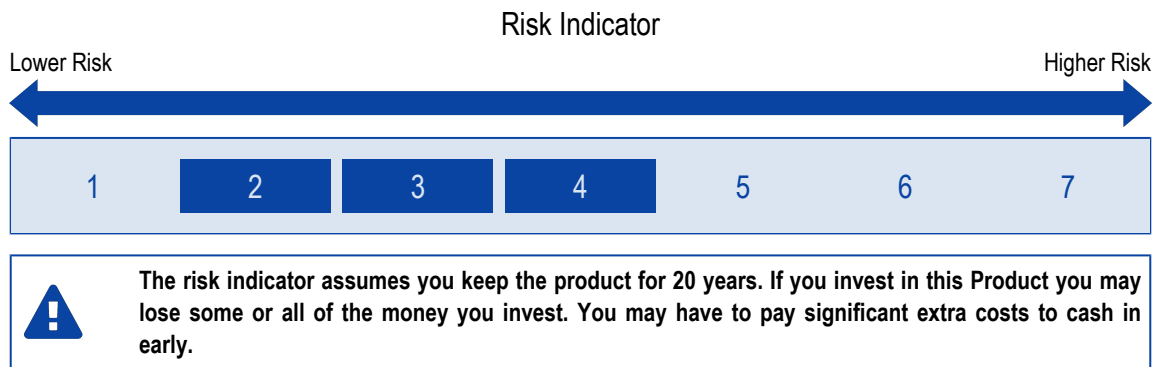 Risk Indicator
Lower Risk Higher Risk
1 2 3 4 5 6 7
The risk indicator assumes you keep the product for 20 years. If you invest in this Product you may
lose some or all of the money you invest. You may have to pay significant extra costs to cash in
early.